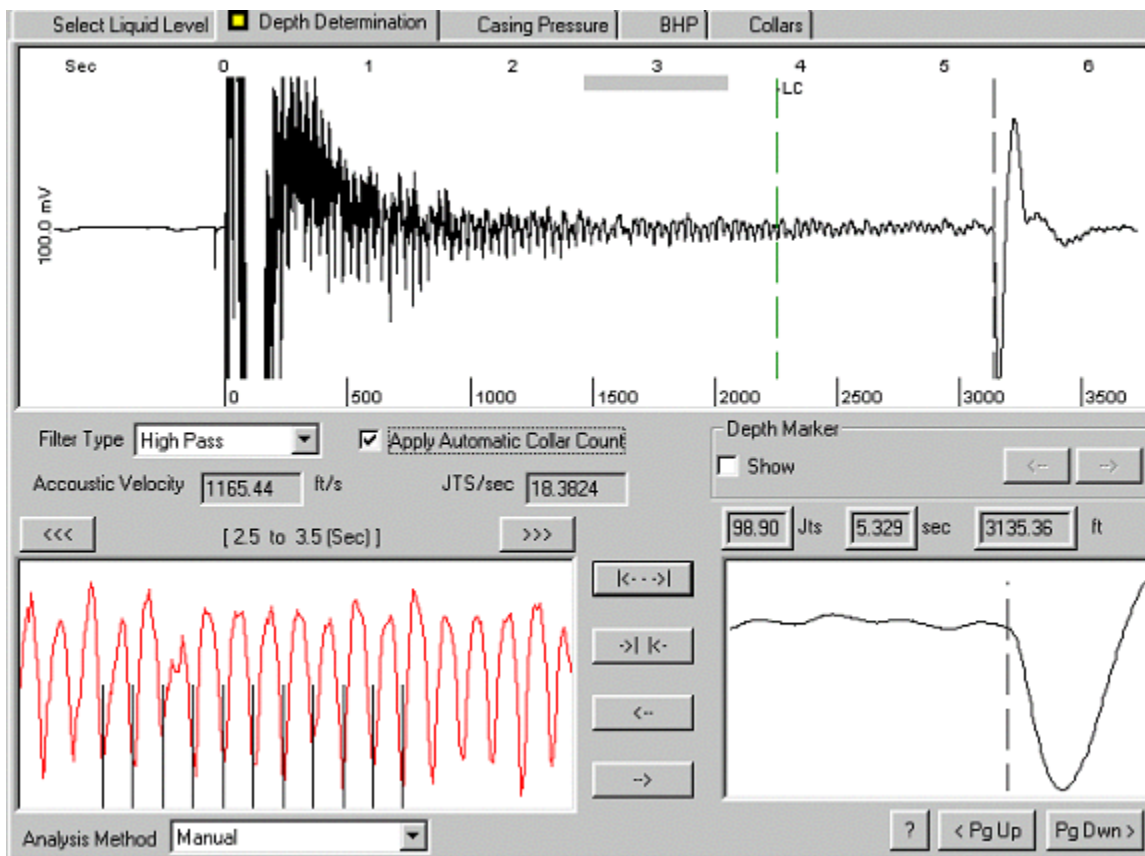 Select Liquid Level Depth Determination Casing Pressure BHP Collars
Sec 0 1 2 3 4 5 6
LC
100.0 mV
0 500 1000 1500 2000 2500 3000 3500
Filter Type High Pass Apply Automatic Collar Count
Accoustic Velocity 1165.44 ft/s JTS/sec 18.3824
Depth Marker
Show <-- -->
<<< [ 2.5 to 3.5 (Sec) ] >>>
98.90 Jts 5.329 sec 3135.36 ft
|<--->|
->| |<-
<--
-->
Analysis Method Manual
? < Pg Up Pg Dwn >